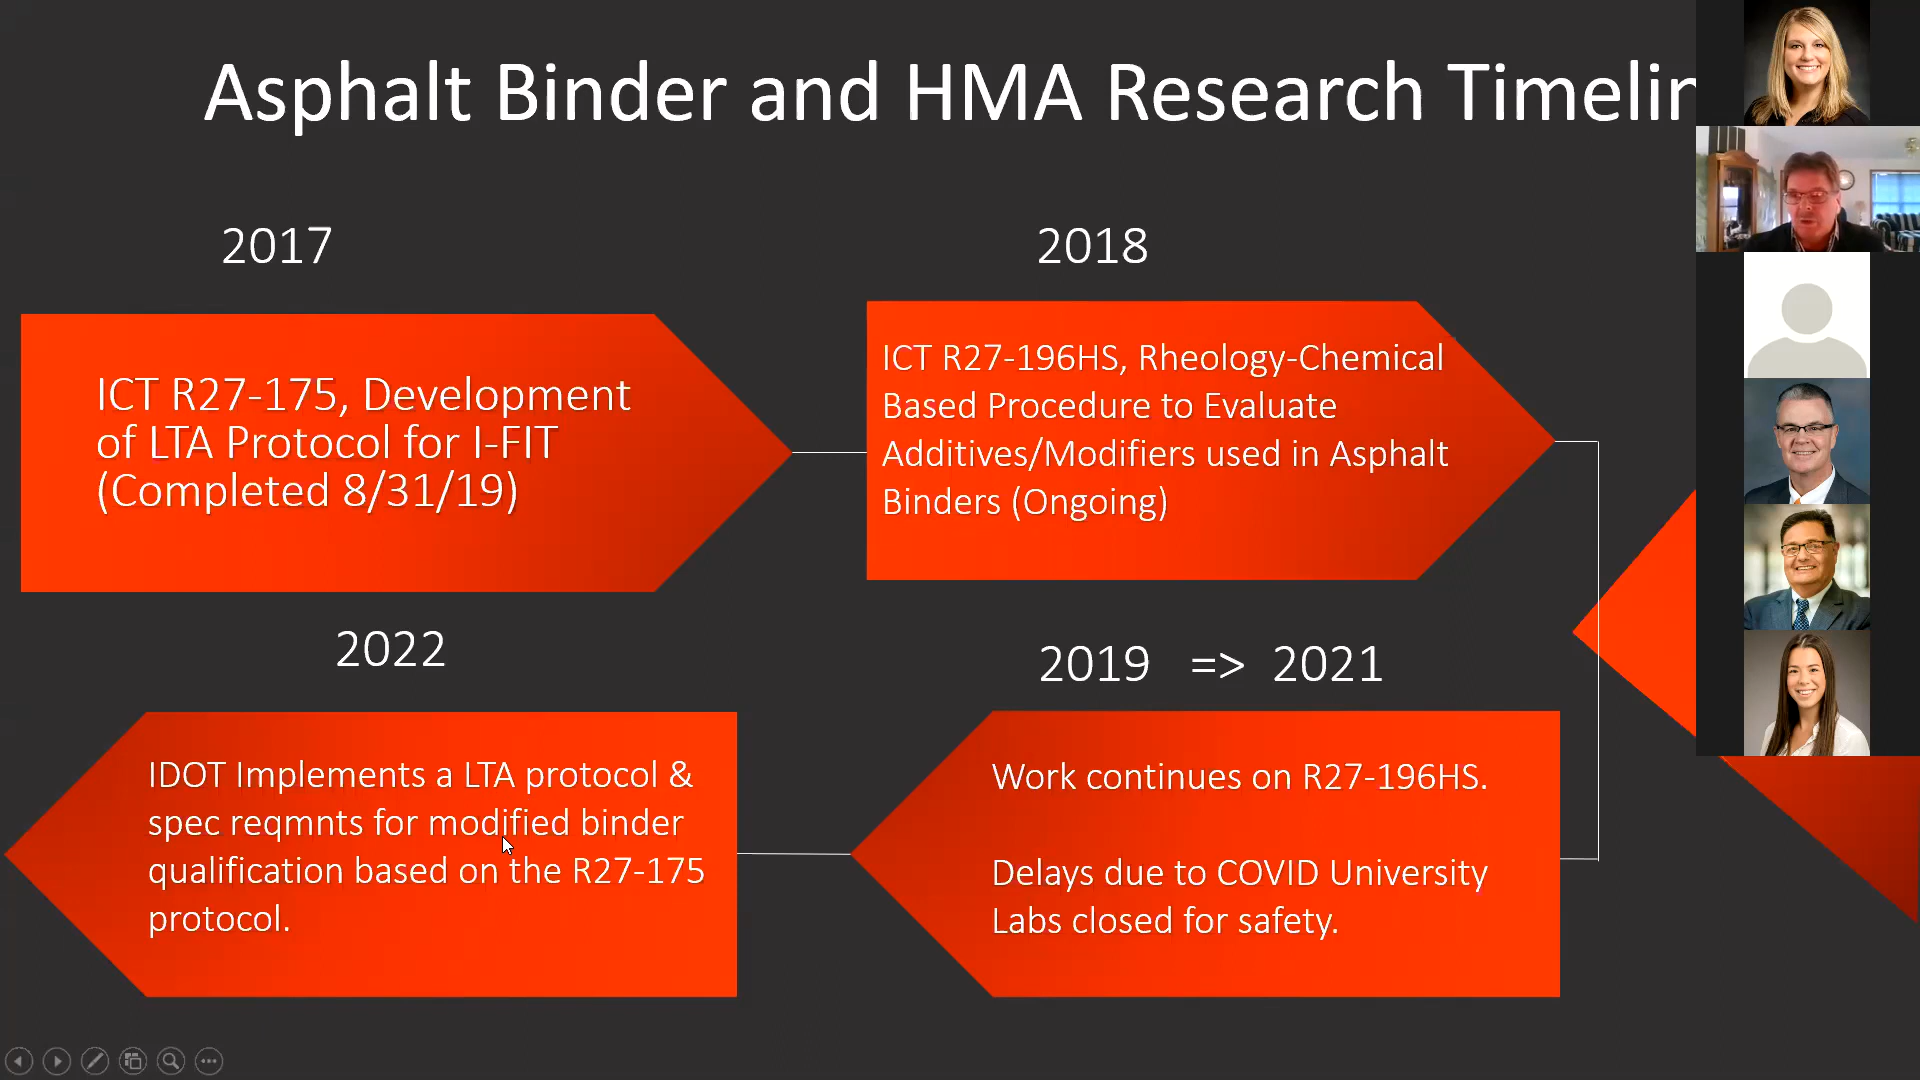 Asphalt Binder and HMA Research Timelin
2017
2018
ICT R27-175, Development
of LTA Protocol for I-FIT
(Completed 8/31/19)
ICT R27-196HS, Rheology-Chemical
Based Procedure to Evaluate
Additives/Modifiers used in Asphalt
Binders (Ongoing)
2022
2019 => 2021
IDOT Implements a LTA protocol &
spec reqmnts for modified binder
qualification based on the R27-175
protocol.
Work continues on R27-196HS.
Delays due to COVID University
Labs closed for safety.